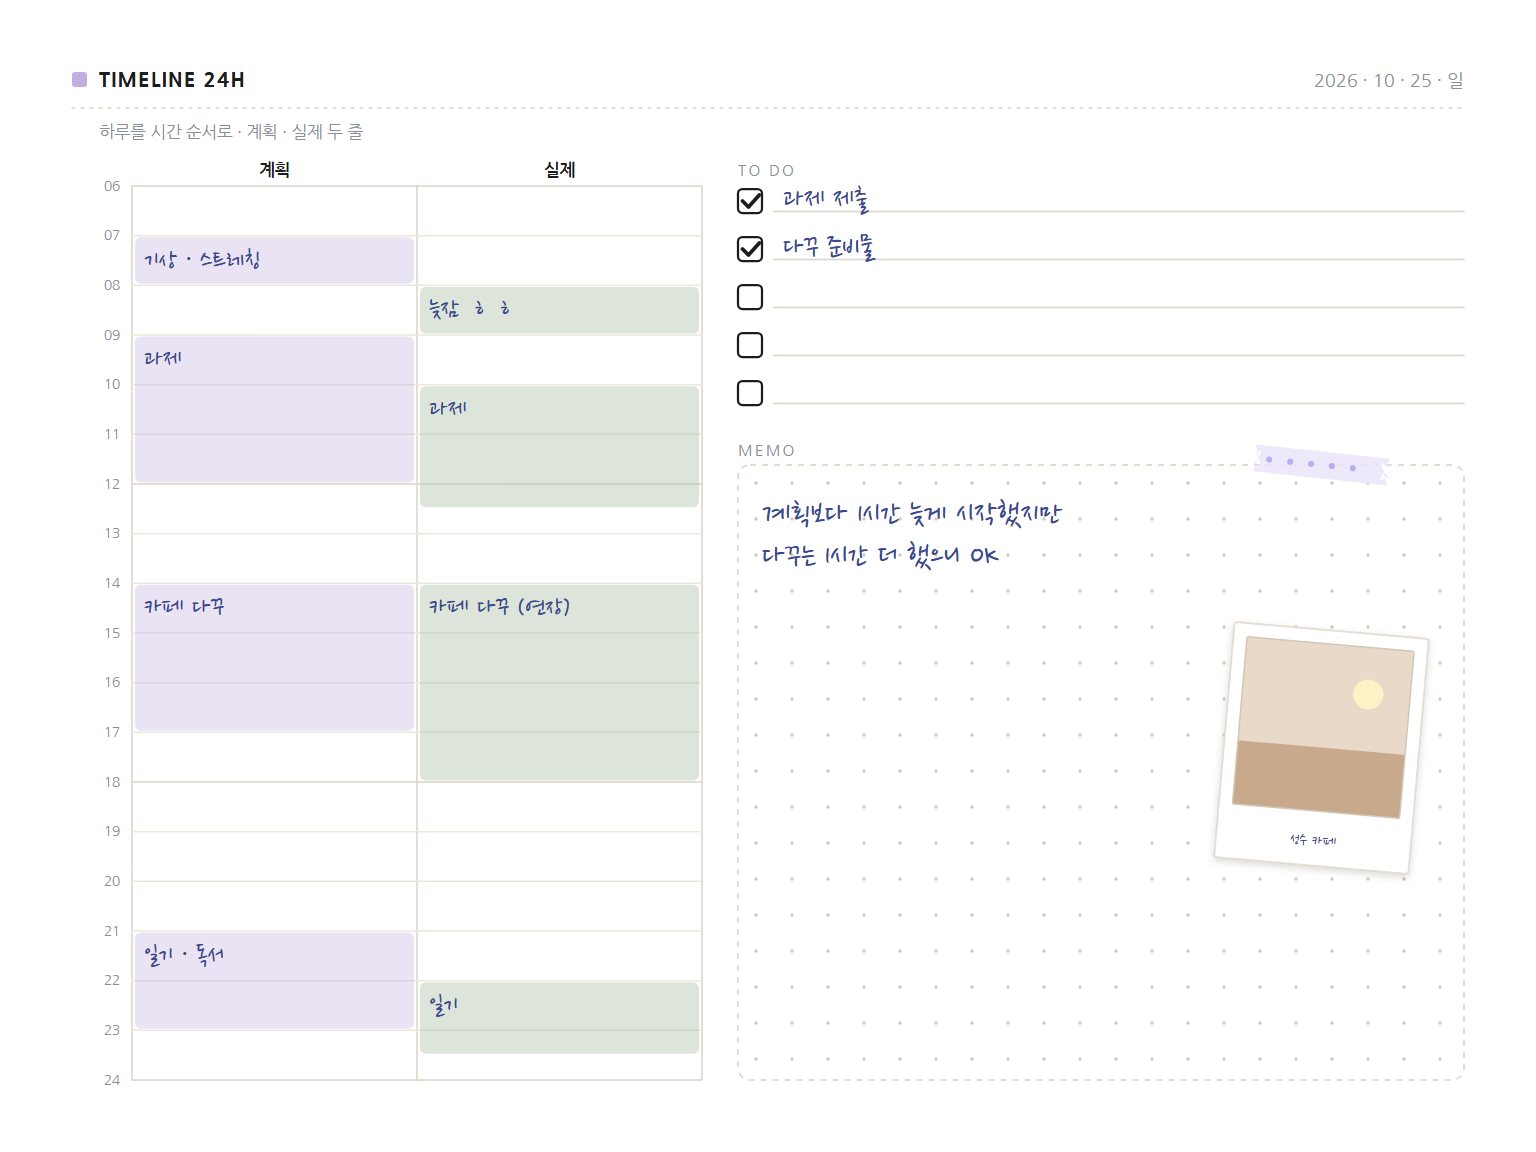 TIMELINE 24H
2026 · 10 · 25 · 일
하루를 시간 순서로 · 계획 · 실제 두 줄
계획
실제
06
07
기상 · 스트레칭
08
늦잠 ㅎ ㅎ
09
과제
10
과제
11
12
13
14
카페 다꾸
카페 다꾸 (연장)
15
16
17
18
19
20
21
일기 · 독서
22
일기
23
24
TO DO
과제 제출
다꾸 준비물
MEMO
계획보다 1시간 늦게 시작했지만
다꾸는 1시간 더 했으니 OK
성수 카페